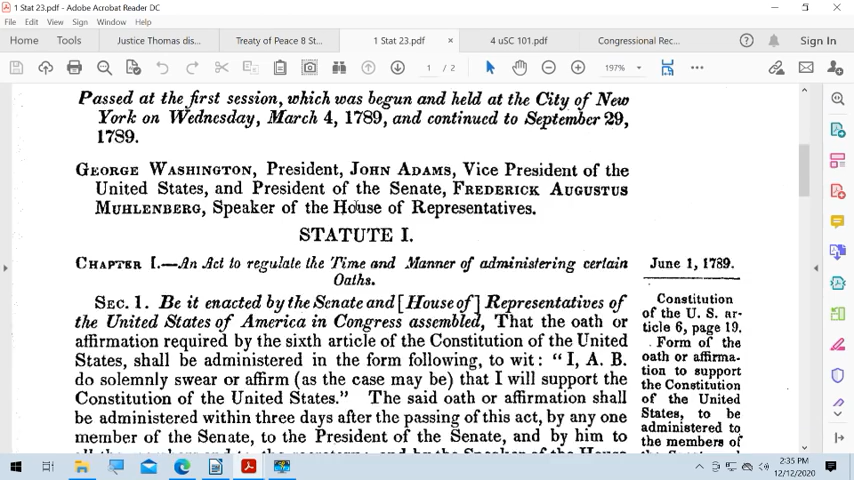 1 Stat 23.pdf - Adobe Acrobat Reader DC
File Edit View Sign Window Help
Home Tools Justice Thomas dis... Treaty of Peace 8 St... 1 Stat 23.pdf × 4 uSC 101.pdf Congressional Rec... Sign In
1 / 2 197%
Passed at the first session, which was begun and held at the City of New
York on Wednesday, March 4, 1789, and continued to September 29,
1789.
GEORGE WASHINGTON, President, JOHN ADAMS, Vice President of the
United States, and President of the Senate, FREDERICK AUGUSTUS
MUHLENBERG, Speaker of the House of Representatives.
STATUTE I.
CHAPTER I.—An Act to regulate the Time and Manner of administering certain
Oaths.
June 1, 1789.
SEC. 1. Be it enacted by the Senate and [House of] Representatives of
the United States of America in Congress assembled, That the oath or
affirmation required by the sixth article of the Constitution of the United
States, shall be administered in the form following, to wit: "I, A. B.
do solemnly swear or affirm (as the case may be) that I will support the
Constitution of the United States." The said oath or affirmation shall
be administered within three days after the passing of this act, by any one
member of the Senate, to the President of the Senate, and by him to
Constitution
of the U. S. ar-
ticle 6, page 19.
Form of the
oath or affirma-
tion to support
the Constitution
of the United
States, to be
administered to
the members of
2:35 PM
12/12/2020